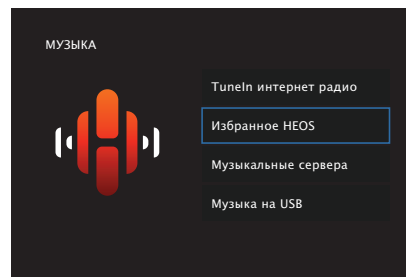 МУЗЫКА
TuneIn интернет радио
Избранное HEOS
Музыкальные сервера
Музыка на USB